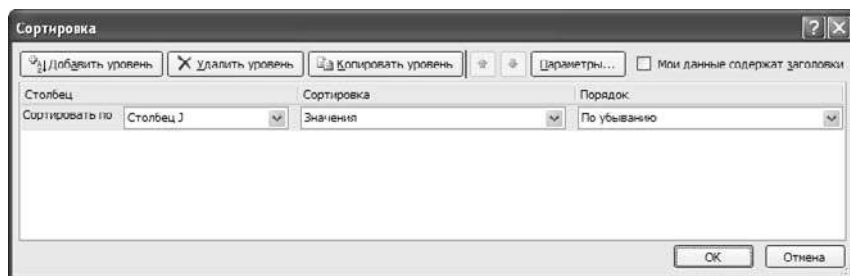 Сортировка
Добавить уровень Удалить уровень Копировать уровень Параметры... Мои данные содержат заголовки
Столбец Сортировка Порядок
Сортировать по Столбец J Значения По убыванию
OK Отмена